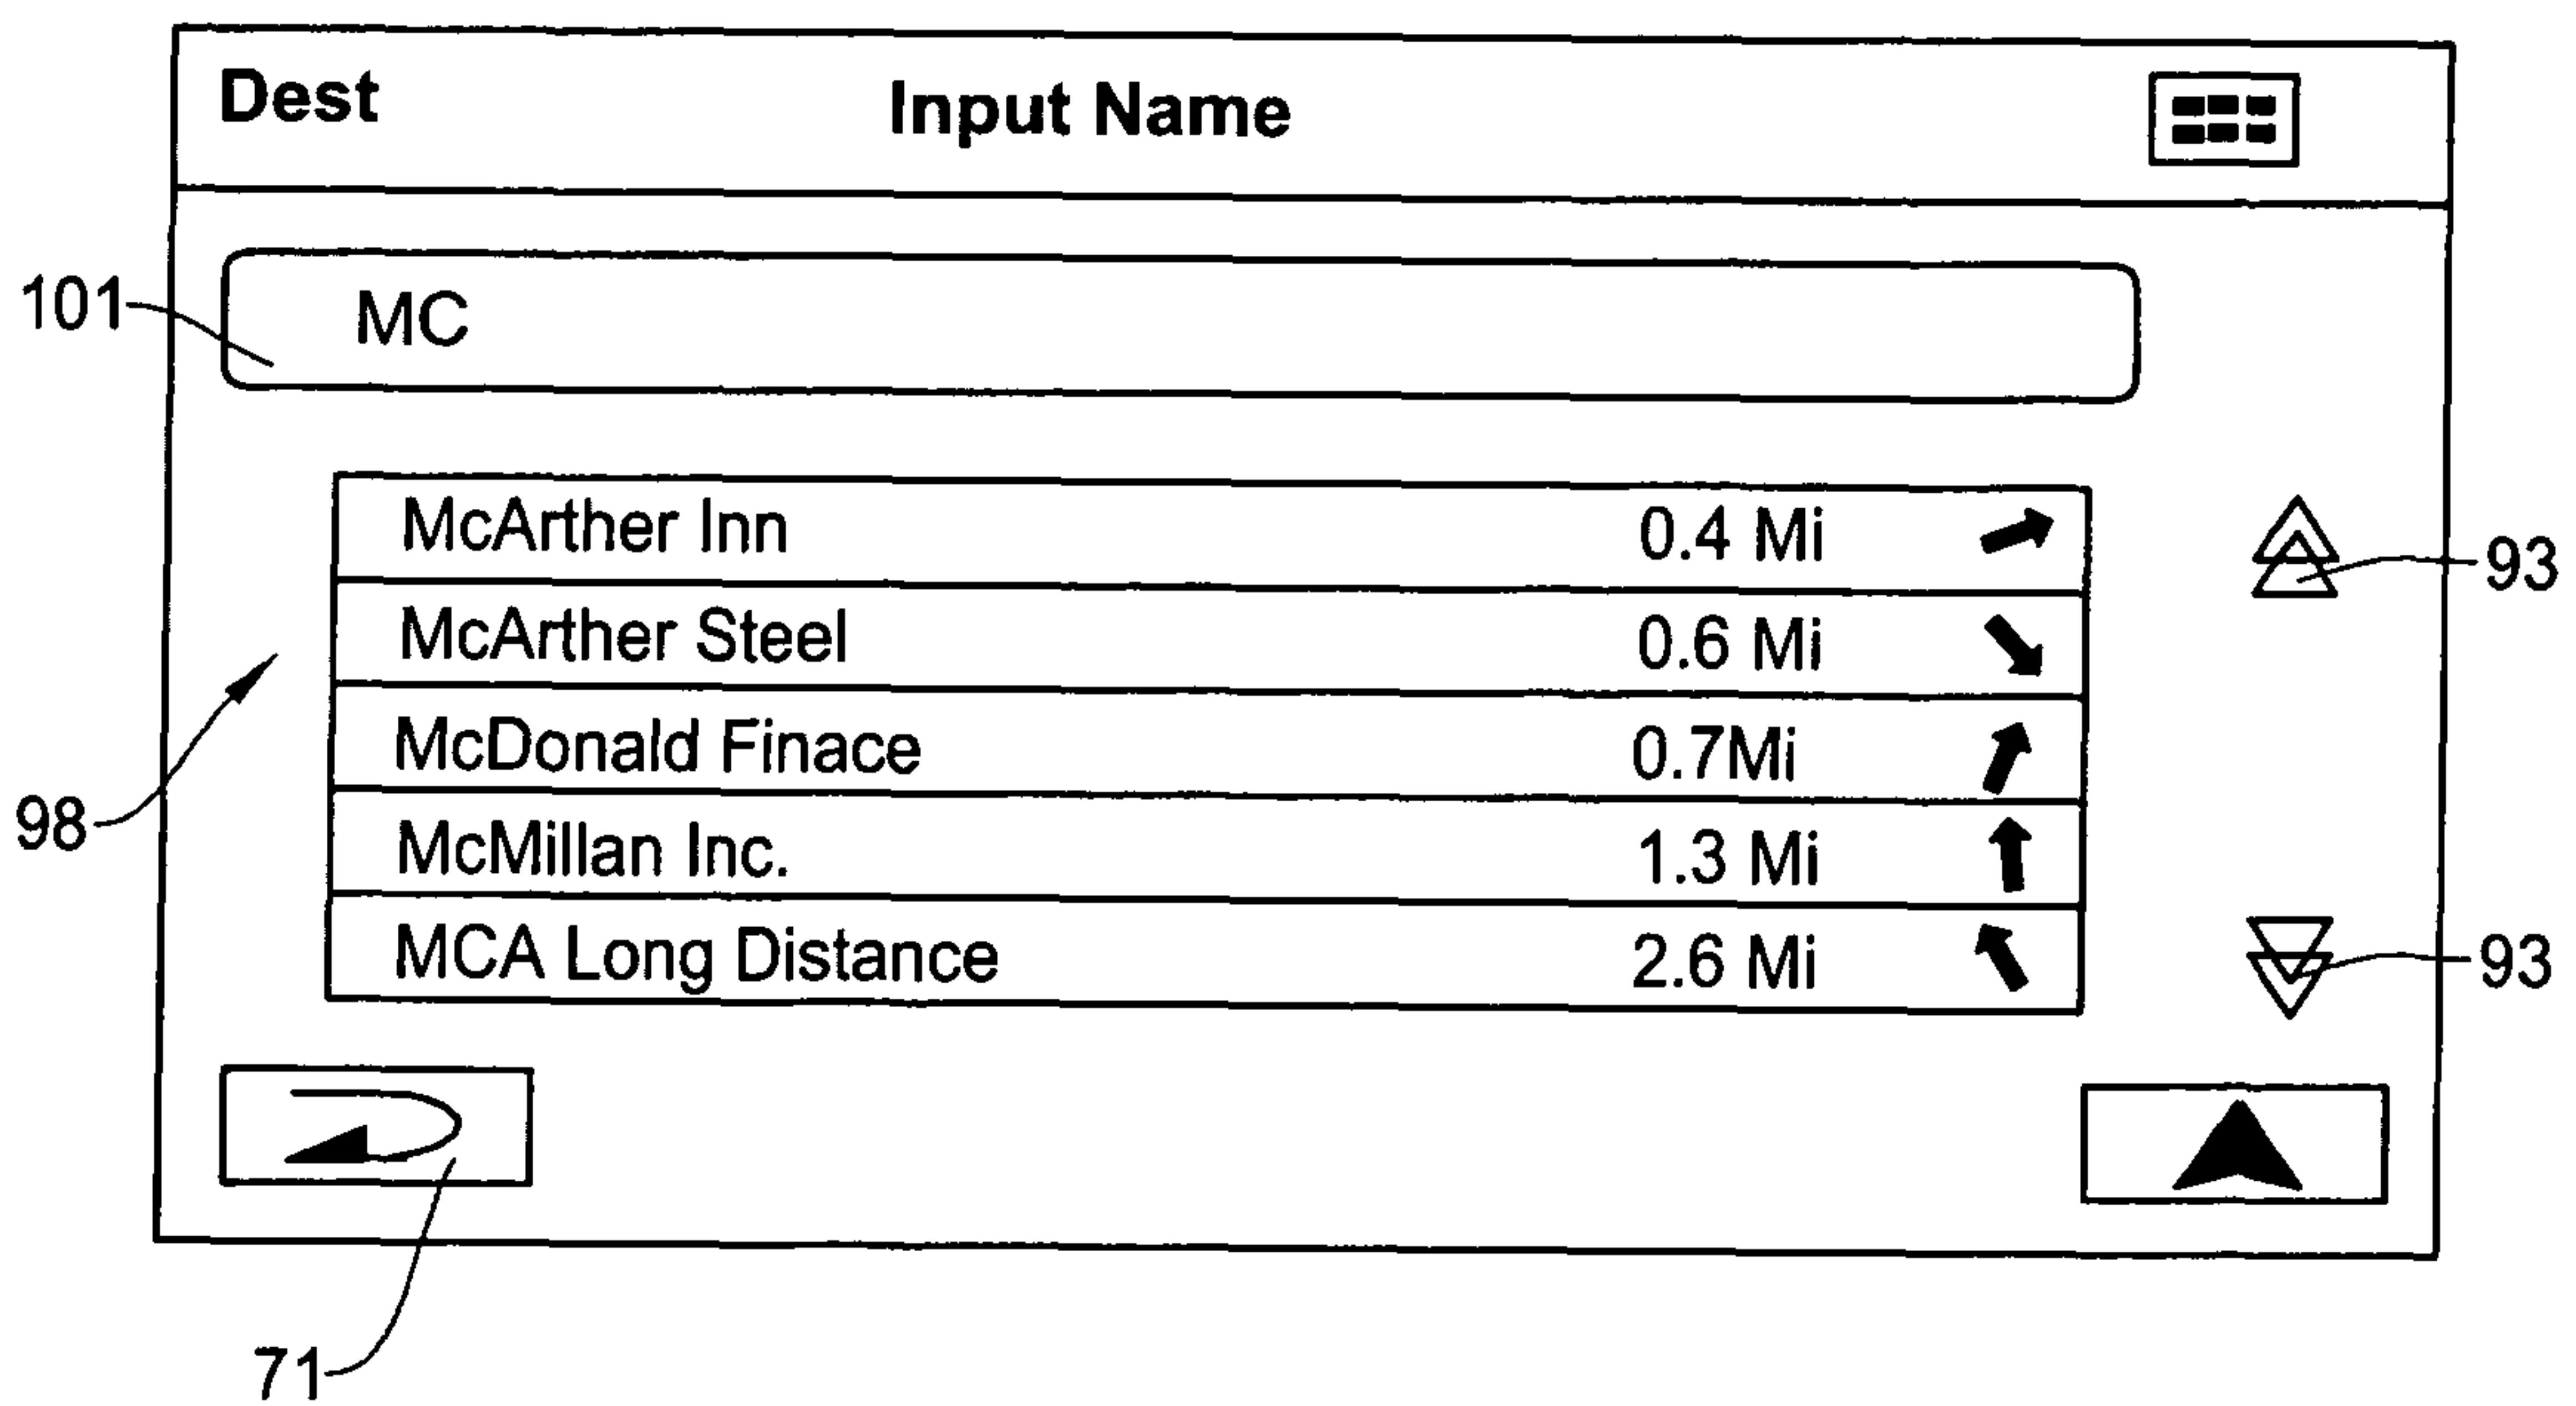 Dest Input Name
101 MC
McArther Inn 0.4 Mi
93
McArther Steel 0.6 Mi
McDonald Finace 0.7Mi
98
McMillan Inc. 1.3 Mi
MCA Long Distance 2.6 Mi 93
71